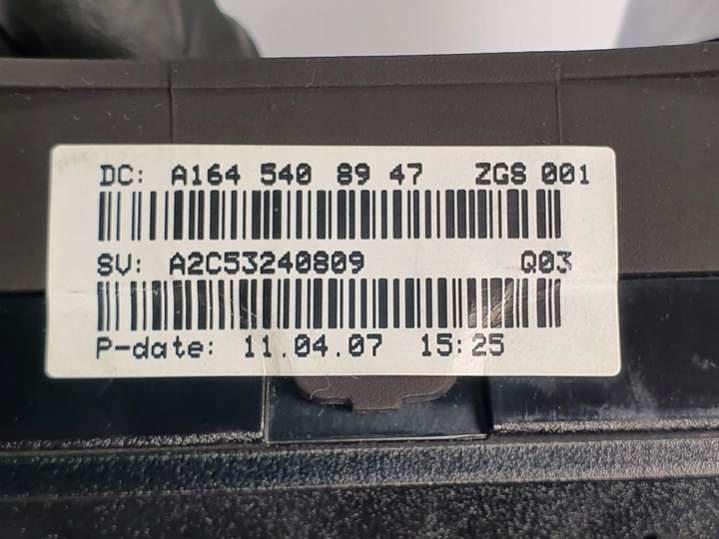 DC: A164 540 89 47 ZGS 001
SV: A2C53240809 Q03
P-date: 11.04.07 15:25